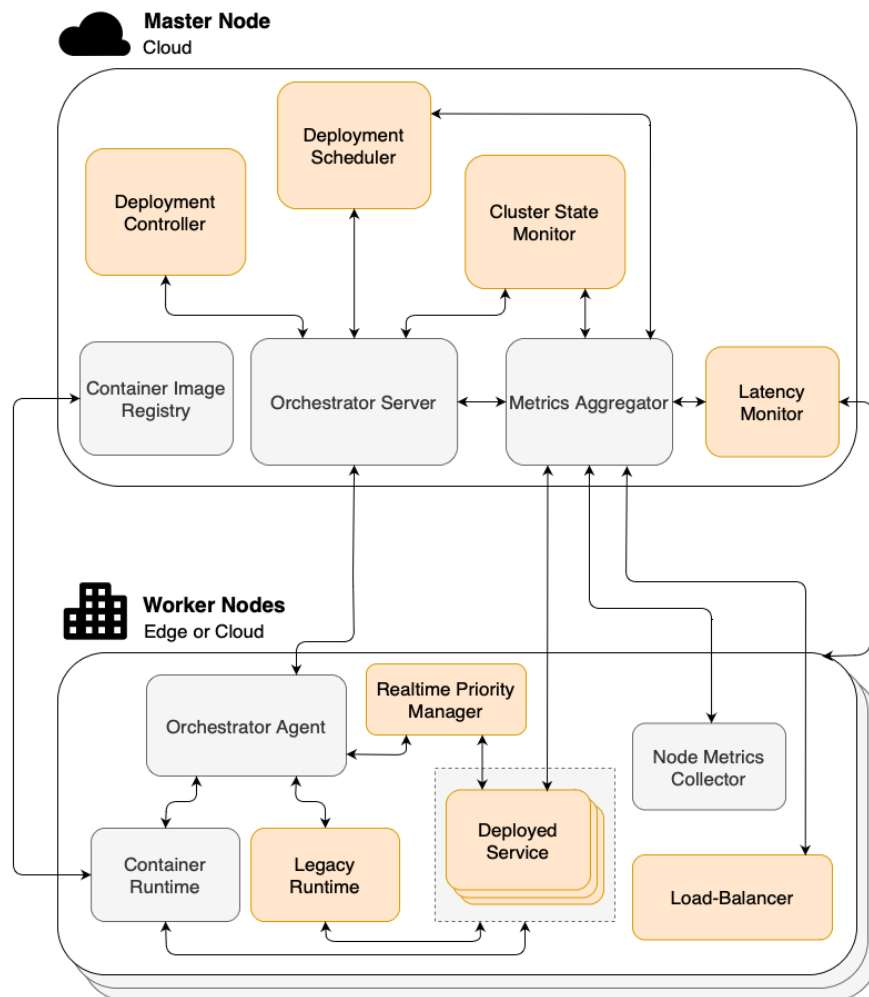 Master Node
Cloud
Deployment
Scheduler
Deployment
Controller
Cluster State
Monitor
Container Image
Registry
Orchestrator Server
Metrics Aggregator
Latency
Monitor
Worker Nodes
Edge or Cloud
Orchestrator Agent
Realtime Priority
Manager
Node Metrics
Collector
Container
Runtime
Legacy
Runtime
Deployed
Service
Load-Balancer